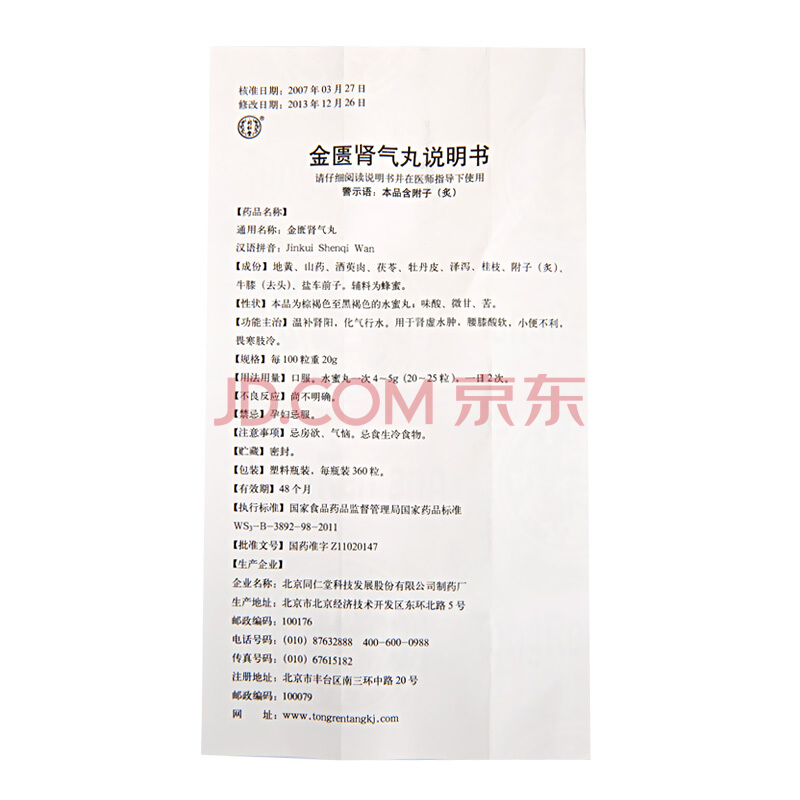 核准日期：2007年03月27日
修改日期：2013年12月26日
同仁堂®
金匮肾气丸说明书
请仔细阅读说明书并在医师指导下使用
警示语：本品含附子（炙）
【药品名称】
通用名称：金匮肾气丸
汉语拼音：Jinkui Shenqi Wan
【成份】地黄、山药、酒萸肉、茯苓、牡丹皮、泽泻、桂枝、附子（炙）、
牛膝（去头）、盐车前子。辅料为蜂蜜。
【性状】本品为棕褐色至黑褐色的水蜜丸；味酸、微甘、苦。
【功能主治】温补肾阳，化气行水。用于肾虚水肿，腰膝酸软，小便不利，
畏寒肢冷。
【规格】每100粒重20g
【用法用量】口服。水蜜丸一次4～5g（20～25粒），一日2次。
【不良反应】尚不明确。
JD.COM 京东
【禁忌】孕妇忌服。
【注意事项】忌房欲、气恼。忌食生冷食物。
【贮藏】密封。
【包装】塑料瓶装，每瓶装360粒。
【有效期】48个月
【执行标准】国家食品药品监督管理局国家药品标准
WS₃-B-3892-98-2011
【批准文号】国药准字Z11020147
【生产企业】
企业名称：北京同仁堂科技发展股份有限公司制药厂
生产地址：北京市北京经济技术开发区东环北路5号
邮政编码：100176
电话号码：(010) 87632888 400-600-0988
传真号码：(010) 67615182
注册地址：北京市丰台区南三环中路20号
邮政编码：100079
网 址：www.tongrentangkj.com